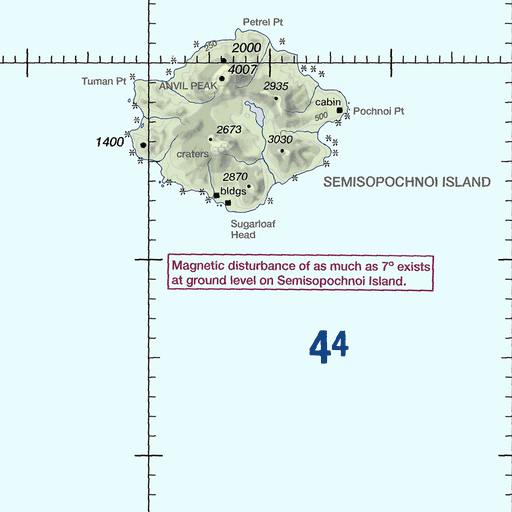 Petrel Pt
250
2000
4007
Tuman Pt
ANVIL PEAK
2935
cabin
500
Pochnoi Pt
2673
1400
3030
craters
2870
bldgs
SEMISOPOCHNOI ISLAND
Sugarloaf
Head
Magnetic disturbance of as much as 7° exists
at ground level on Semisopochnoi Island.
44